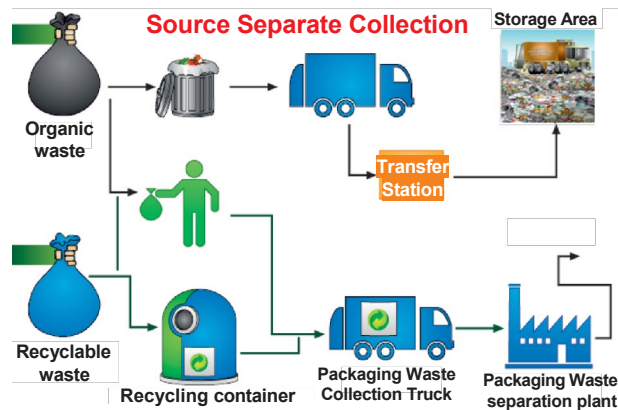 Source Separate Collection
Storage Area
Organic
waste
Transfer
Station
Recyclable
waste
Recycling container
Packaging Waste
Collection Truck
Packaging Waste
separation plant